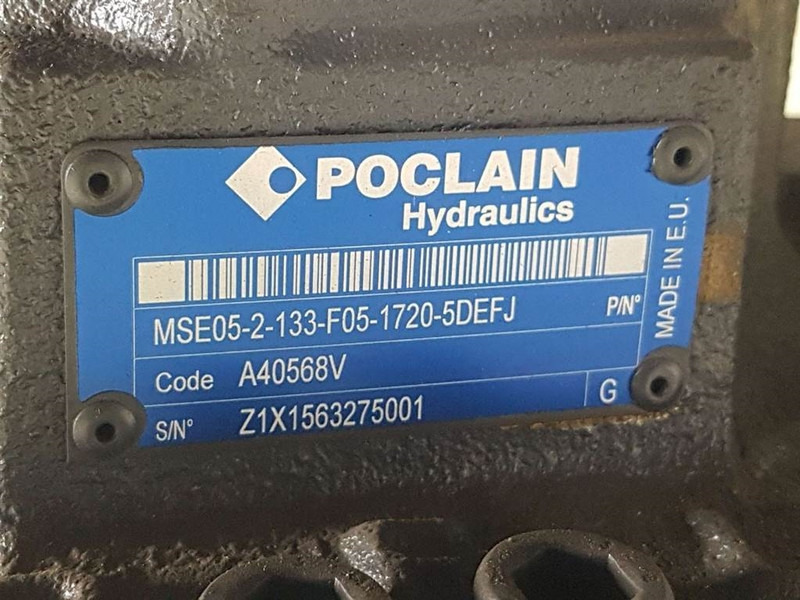 POCLAIN
Hydraulics
MSE05-2-133-F05-1720-5DEFJ P/N°
Code A40568V
S/N° Z1X1563275001 G
MADE IN E.U.